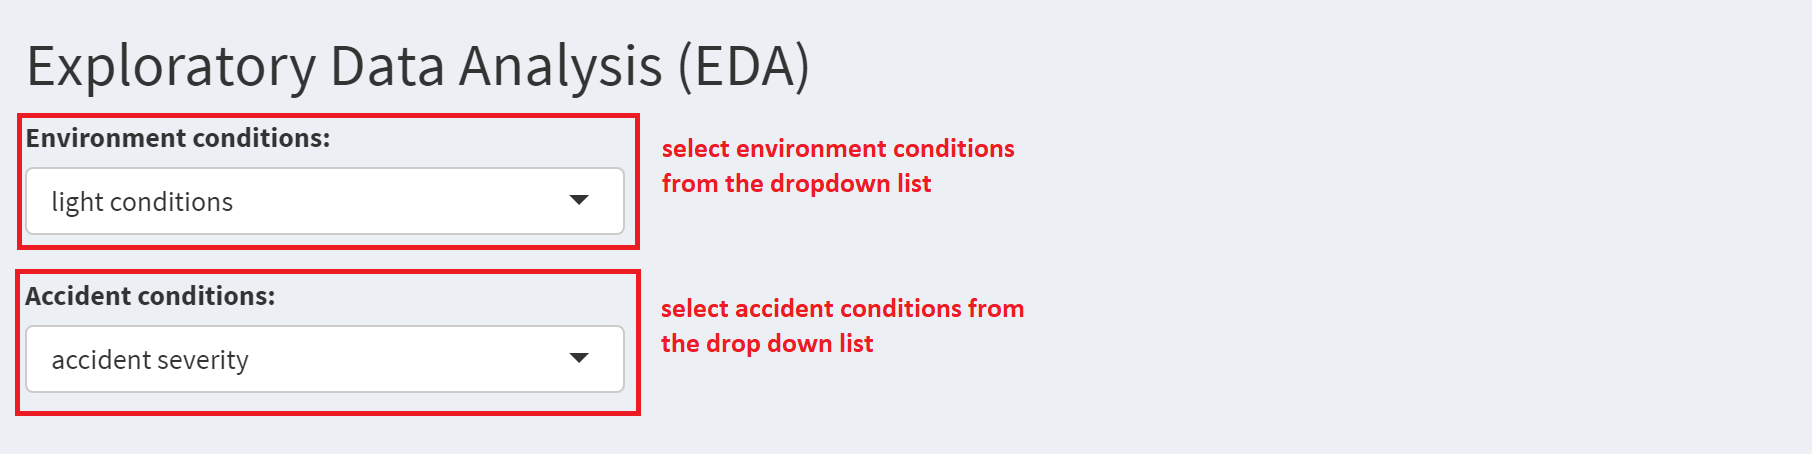 Exploratory Data Analysis (EDA)
Environment conditions:
select environment conditions
from the dropdown list
light conditions
Accident conditions:
select accident conditions from
the drop down list
accident severity